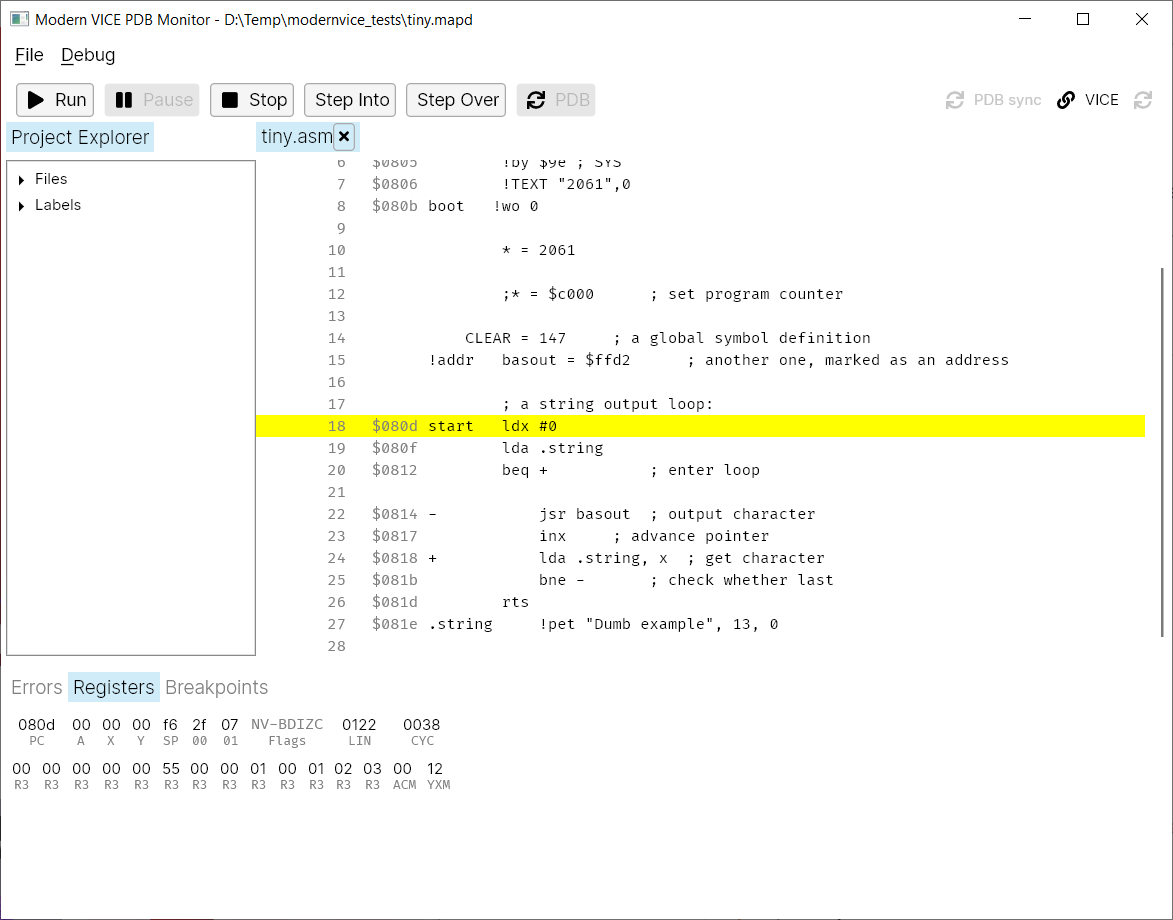 Modern VICE PDB Monitor - D:\Temp\modernvice_tests\tiny.mapd
File Debug
Run Pause Stop Step Into Step Over PDB PDB sync VICE
Project Explorer
Files
Labels
tiny.asm
6 $0805 !by $9e ; SYS
7 $0806 !TEXT "2061",0
8 $080b boot !wo 0
9
10 * = 2061
11
12 ;* = $c000 ; set program counter
13
14 CLEAR = 147 ; a global symbol definition
15 !addr basout = $ffd2 ; another one, marked as an address
16
17 ; a string output loop:
18 $080d start ldx #0
19 $080f lda .string
20 $0812 beq + ; enter loop
21
22 $0814 - jsr basout ; output character
23 $0817 inx ; advance pointer
24 $0818 + lda .string, x ; get character
25 $081b bne - ; check whether last
26 $081d rts
27 $081e .string !pet "Dumb example", 13, 0
28
Errors Registers Breakpoints
080d 00 00 00 f6 2f 07 NV-BDIZC 0122 0038
PC A X Y SP 00 01 Flags LIN CYC
00 00 00 00 00 55 00 00 01 00 01 02 03 00 12
R3 R3 R3 R3 R3 R3 R3 R3 R3 R3 R3 R3 R3 ACM YXM